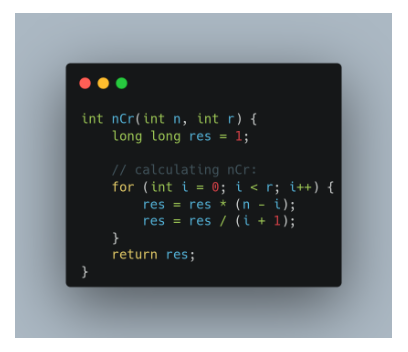 int nCr(int n, int r) {
    long long res = 1;

    // calculating nCr:
    for (int i = 0; i < r; i++) {
        res = res * (n - i);
        res = res / (i + 1);
    }
    return res;
}